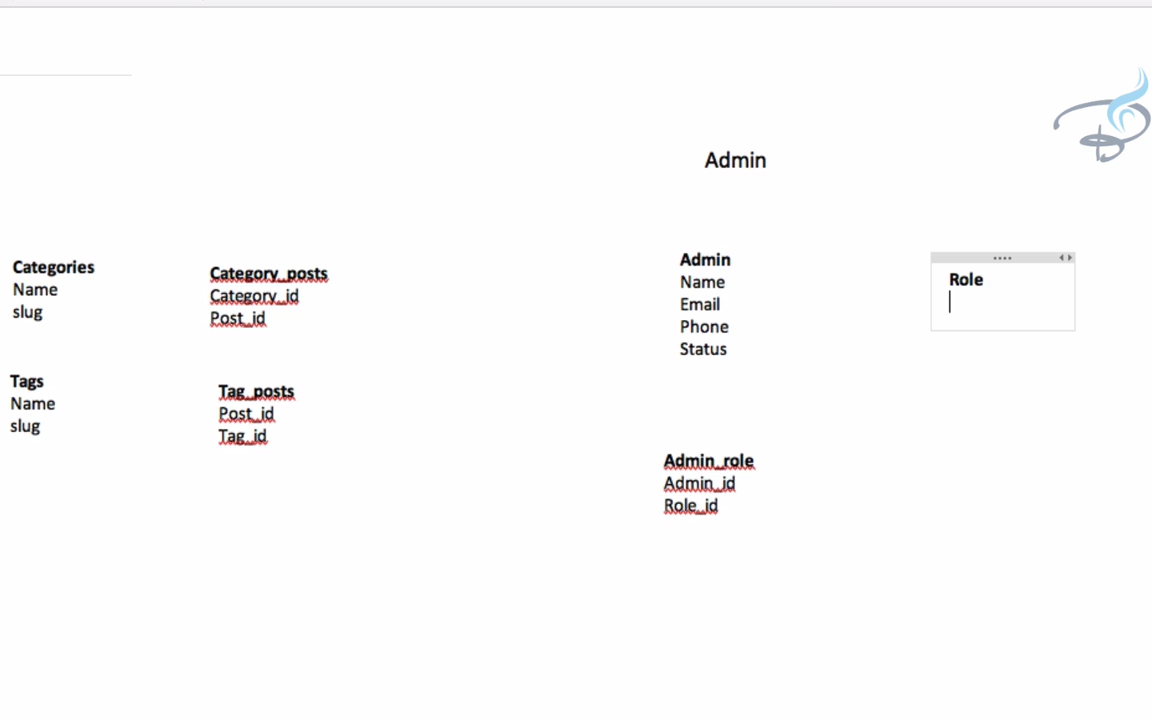 Admin
Categories
Name
slug
Category_posts
Category_id
Post_id
Tags
Name
slug
Tag_posts
Post_id
Tag_id
Admin
Name
Email
Phone
Status
Admin_role
Admin_id
Role_id
Role